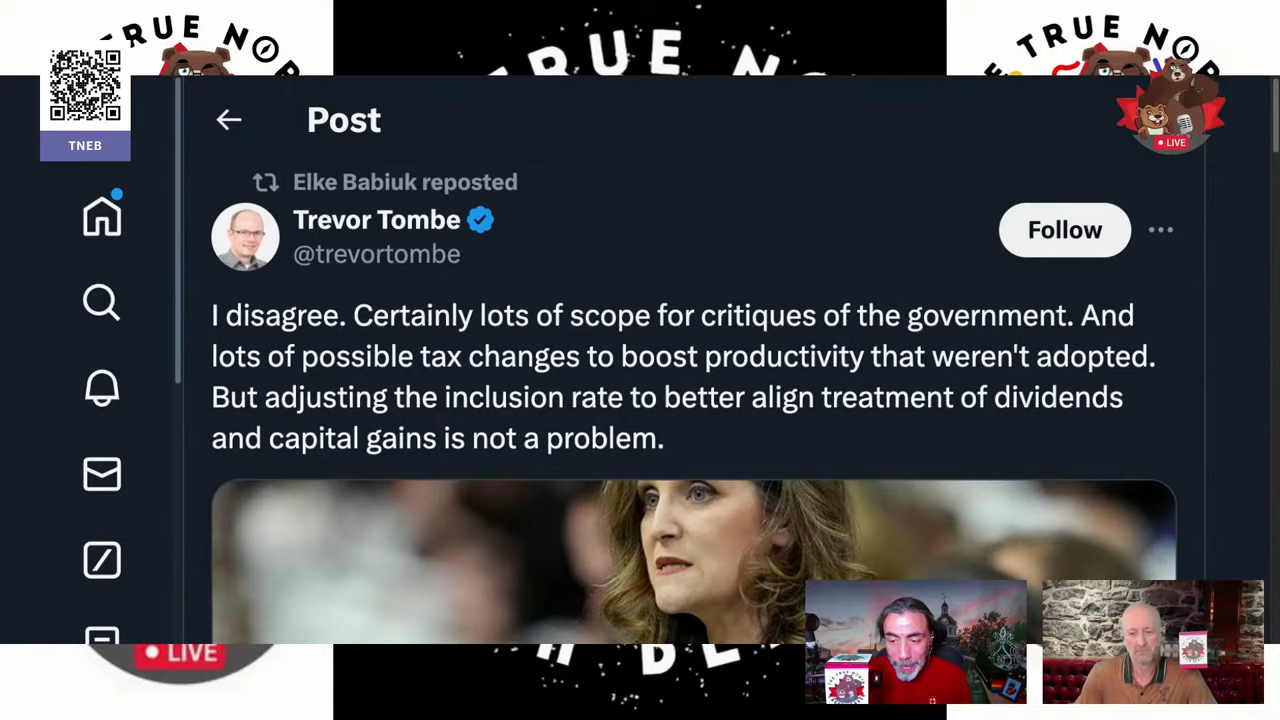 TRUE NO
TRUE NO
TRUE NO
TNEB
LIVE
Post
Elke Babiuk reposted
Trevor Tombe
@trevortombe
Follow
I disagree. Certainly lots of scope for critiques of the government. And
lots of possible tax changes to boost productivity that weren't adopted.
But adjusting the inclusion rate to better align treatment of dividends
and capital gains is not a problem.
LIVE